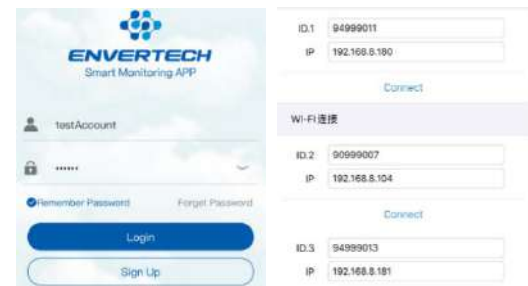 ENVERTECH
Smart Monitoring APP
testAccount
••••••
Remember Password
Forget Password
Login
Sign Up
ID.1 94999011
IP 192.168.8.180
Connect
Wi-Fi连接
ID.2 90999007
IP 192.168.8.104
Connect
ID.3 94999013
IP 192.168.8.181